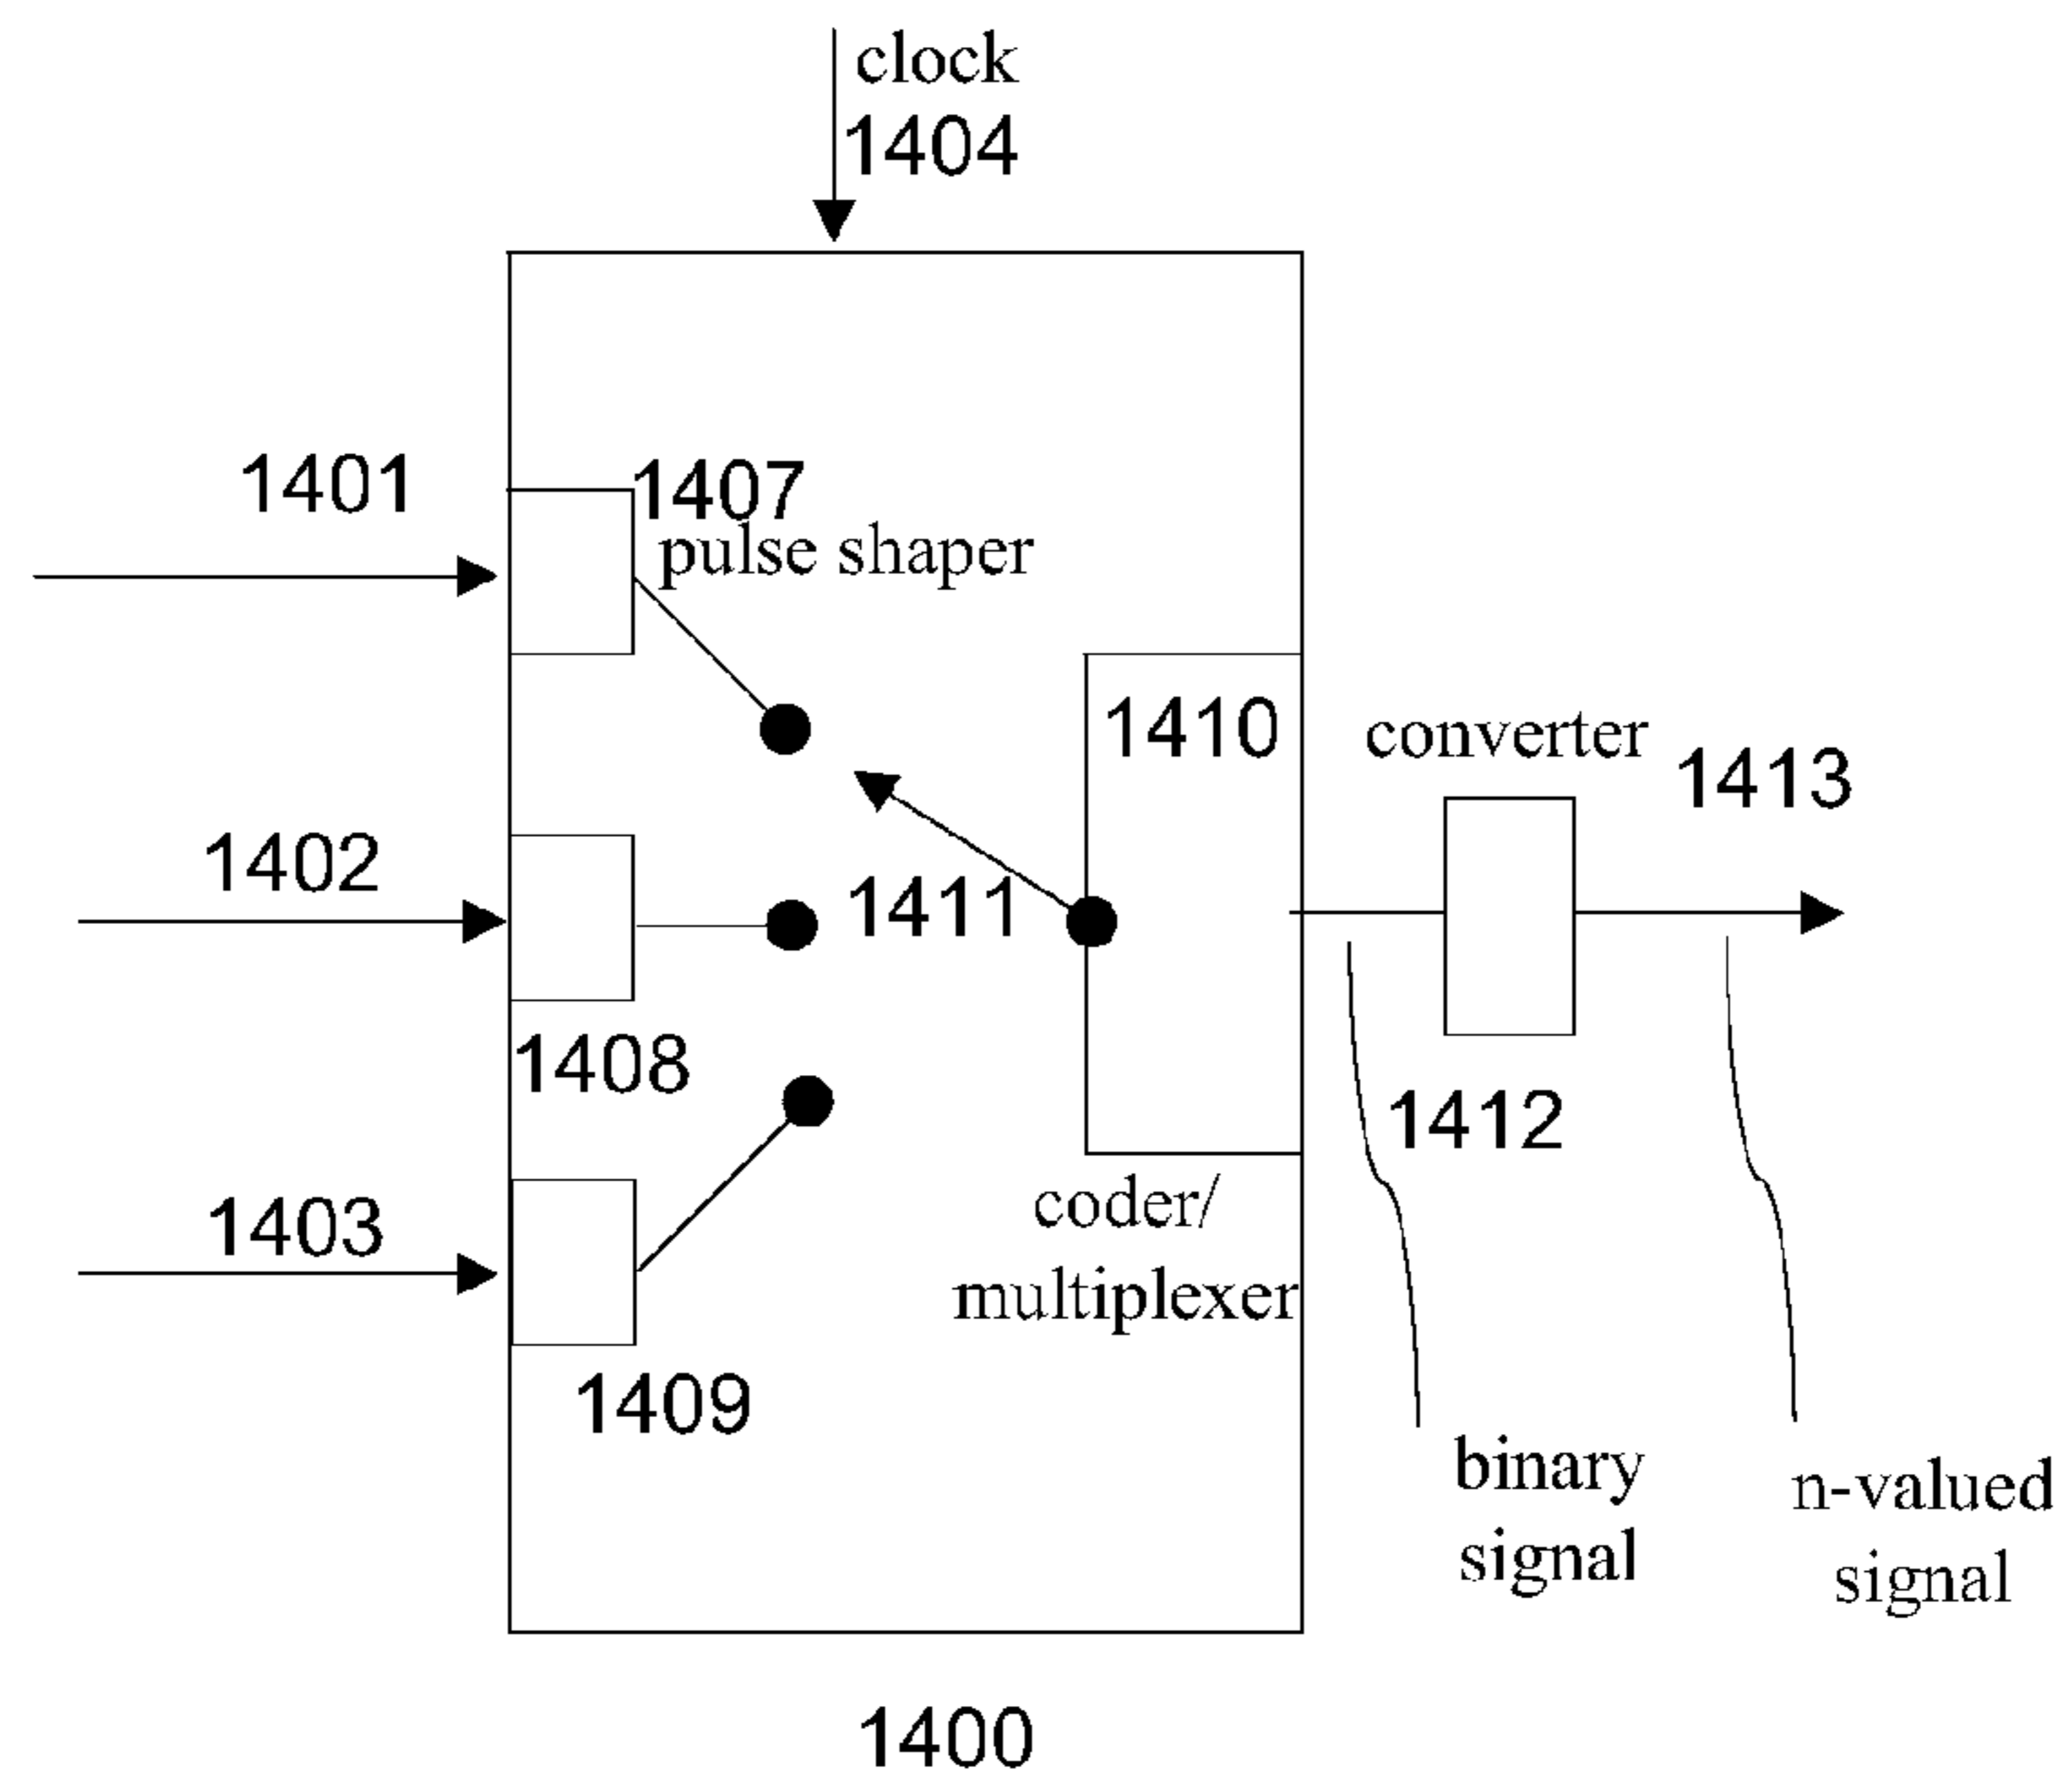 clock
1404
1401
1407
pulse shaper
1410
converter
1413
1402
1411
1408
1412
1403
coder/
multiplexer
1409
binary
signal
n-valued
signal
1400